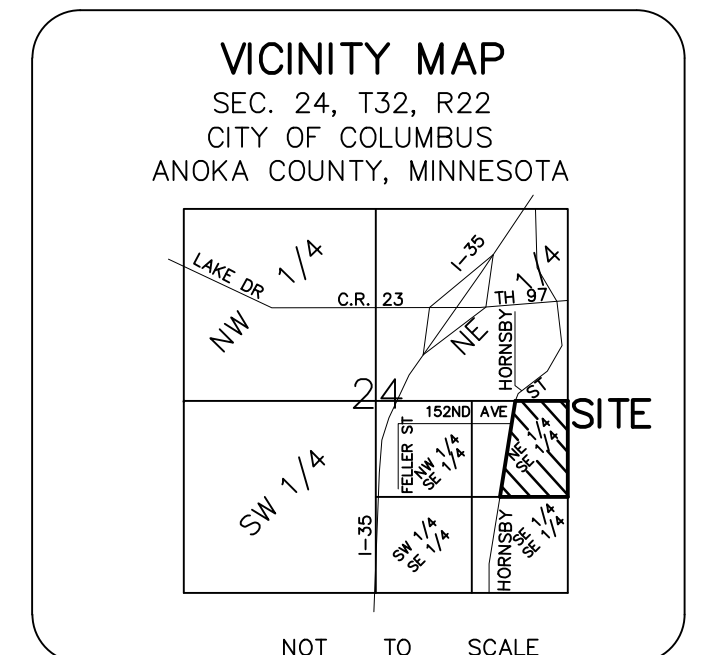 VICINITY MAP
SEC. 24, T32, R22
CITY OF COLUMBUS
ANOKA COUNTY, MINNESOTA
LAKE DR
NW 1/4
I-35
NE 1/4
C.R. 23
TH 97
HORNSBY ST
24
152ND AVE
SITE
FELLER ST
NW 1/4
SE 1/4
NE 1/4
SE 1/4
SW 1/4
I-35
SW 1/4
SE 1/4
HORNSBY
SE 1/4
SE 1/4
NOT TO SCALE